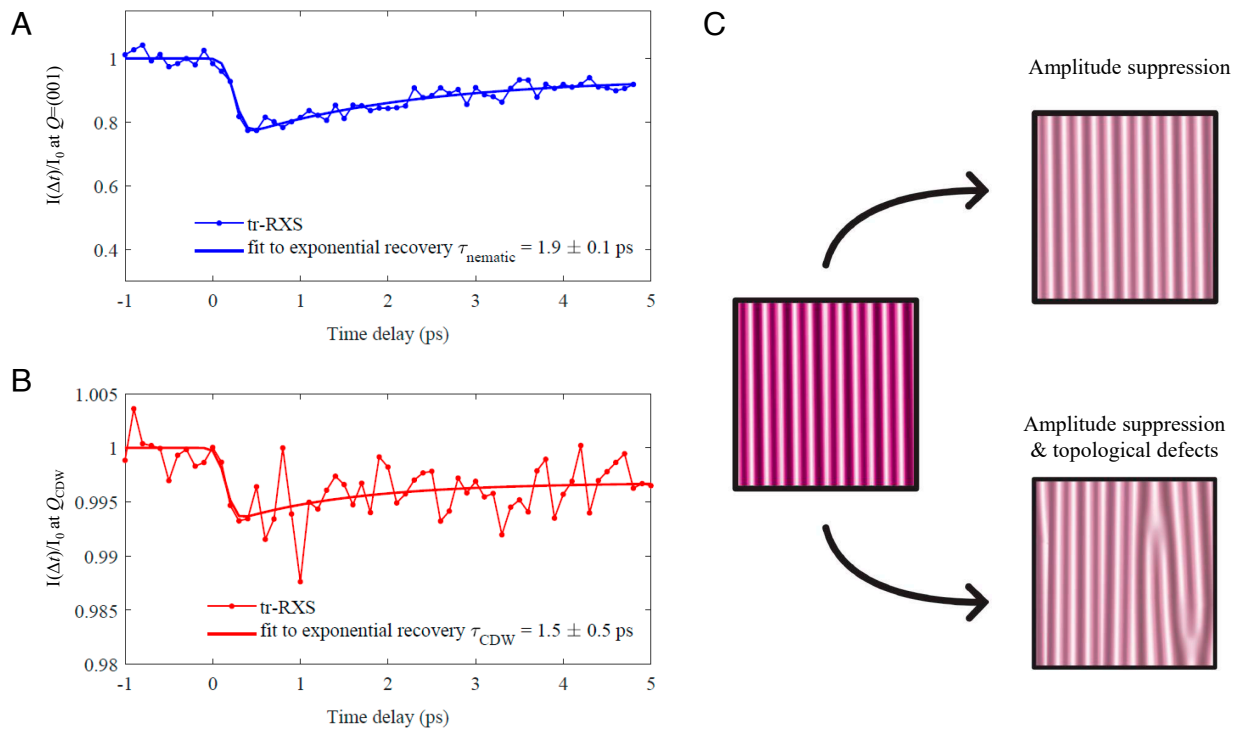 A
I(Δt)/I₀ at Q=(001)
1
0.8
0.6
0.4
tr-RXS
fit to exponential recovery τnematic = 1.9 ± 0.1 ps
-1 0 1 2 3 4 5
Time delay (ps)
B
I(Δt)/I₀ at QCDW
1.005
1
0.995
0.99
0.985
0.98
tr-RXS
fit to exponential recovery τCDW = 1.5 ± 0.5 ps
-1 0 1 2 3 4 5
Time delay (ps)
C
Amplitude suppression
Amplitude suppression
& topological defects